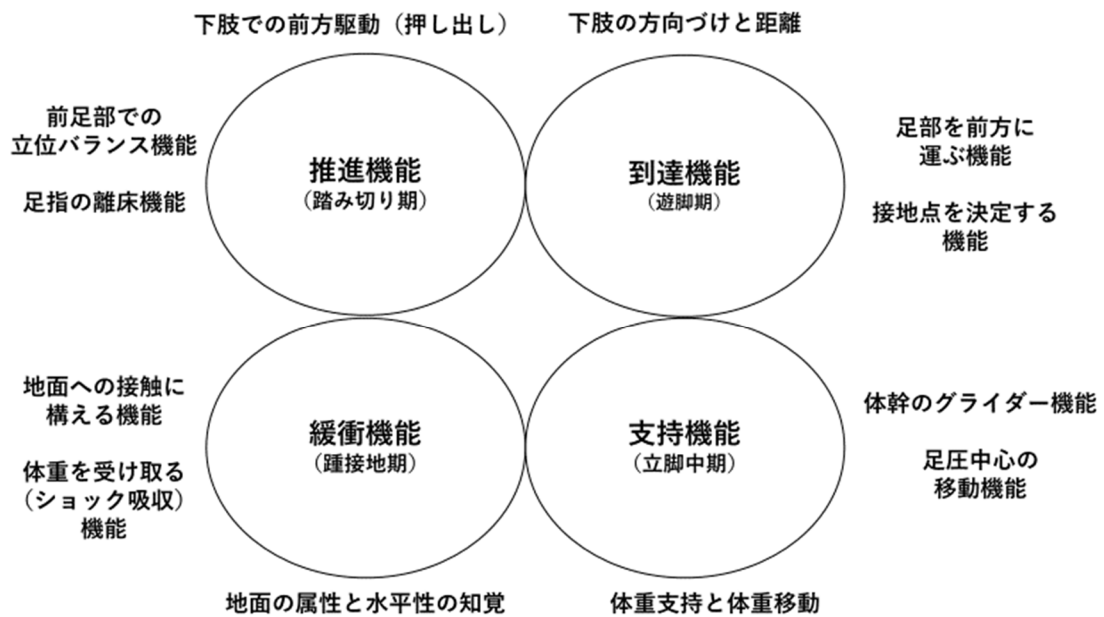 下肢での前方駆動（押し出し）
下肢の方向づけと距離
前足部での
立位バランス機能
足指の離床機能
推進機能
（踏み切り期）
到達機能
（遊脚期）
足部を前方に
運ぶ機能
接地点を決定する
機能
地面への接触に
構える機能
体重を受け取る
（ショック吸収）
機能
緩衝機能
（踵接地期）
支持機能
（立脚中期）
体幹のグライダー機能
足圧中心の
移動機能
地面の属性と水平性の知覚
体重支持と体重移動